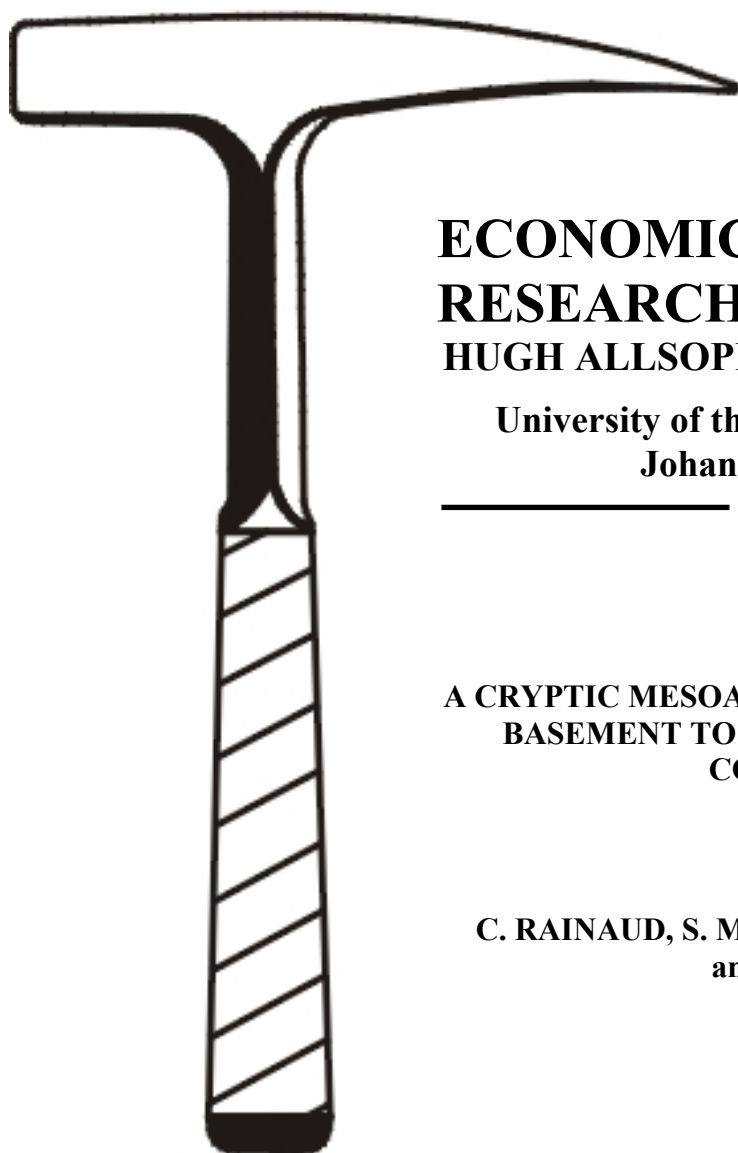 ECONOMIC
RESEARCH
HUGH ALLSOP
University of th
Johan
A CRYPTIC MESOA
BASEMENT TO
CO
C. RAINAUD, S. M
an